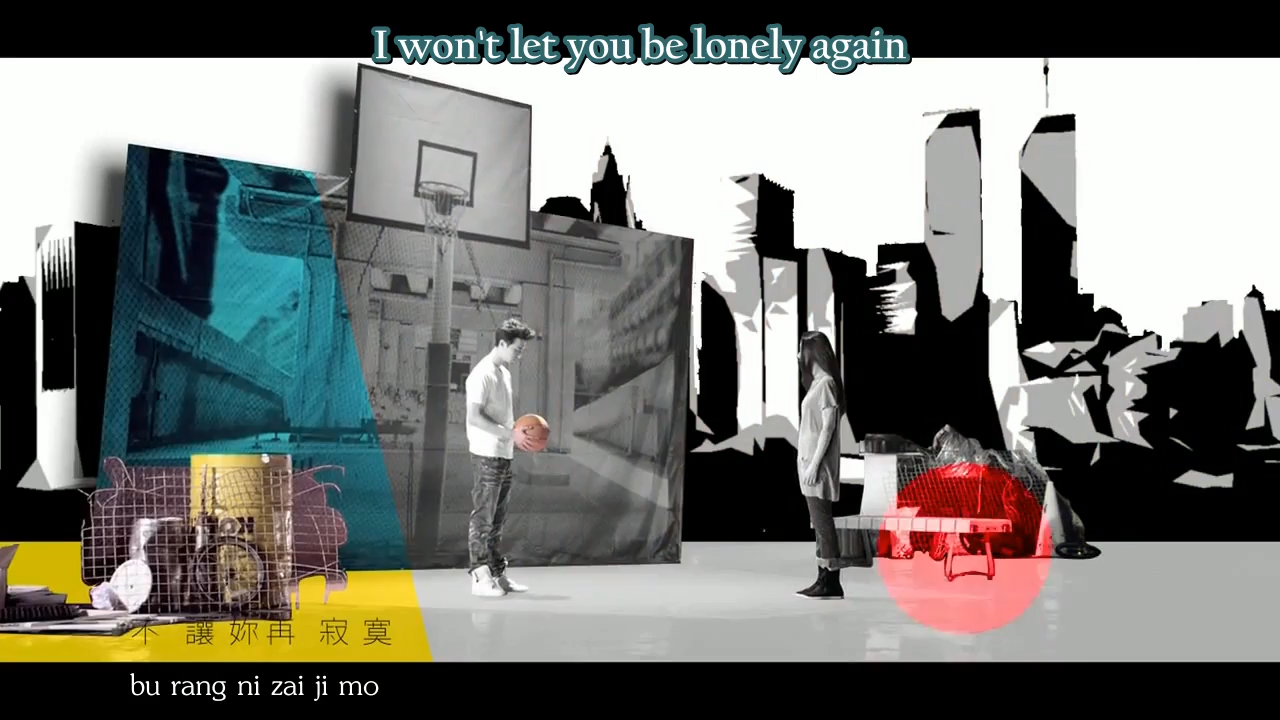 I won't let you be lonely again
不 讓 妳再 寂 寞
bu rang ni zai ji mo